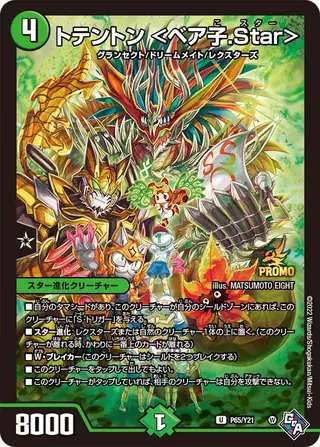 4
トテントン <ベア子.Star>
こ スター
グランセクト/ドリームメイト/レクスターズ
SS
PROMO
illus. MATSUMOTO EIGHT
スター進化クリーチャー
■自分のタマシードがあり、このクリーチャーが自分のシールドゾーンにあれば、このクリーチャーに「S・トリガー」を与える。
■スター進化:レクスターズまたは自然のクリーチャー1体の上に置く。(このクリーチャーが離れる時、かわりに一番上のカードが離れる)
■W・ブレイカー(このクリーチャーはシールドを2つブレイクする)
■このクリーチャーをタップして出してもよい。
■このクリーチャーがタップしていれば、相手のクリーチャーは自分を攻撃できない。
8000
1
U P65/Y21 W